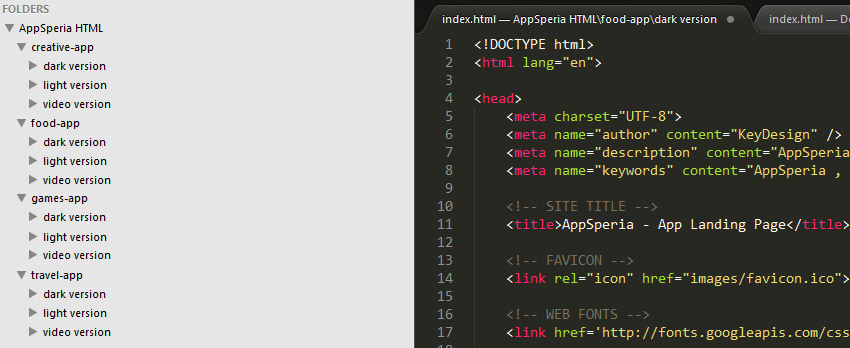 FOLDERS
AppSperia HTML
creative-app
dark version
light version
video version
food-app
dark version
light version
video version
games-app
dark version
light version
video version
travel-app
dark version
light version
video version
index.html — AppSperia HTML\food-app\dark version
index.html — D
1 <!DOCTYPE html>
2 <html lang="en">
3
4 <head>
5 <meta charset="UTF-8">
6 <meta name="author" content="KeyDesign" />
7 <meta name="description" content="AppSperia
8 <meta name="keywords" content="AppSperia ,
9
10 <!-- SITE TITLE -->
11 <title>AppSperia - App Landing Page</title>
12
13 <!-- FAVICON -->
14 <link rel="icon" href="images/favicon.ico">
15
16 <!-- WEB FONTS -->
17 <link href='http://fonts.googleapis.com/css